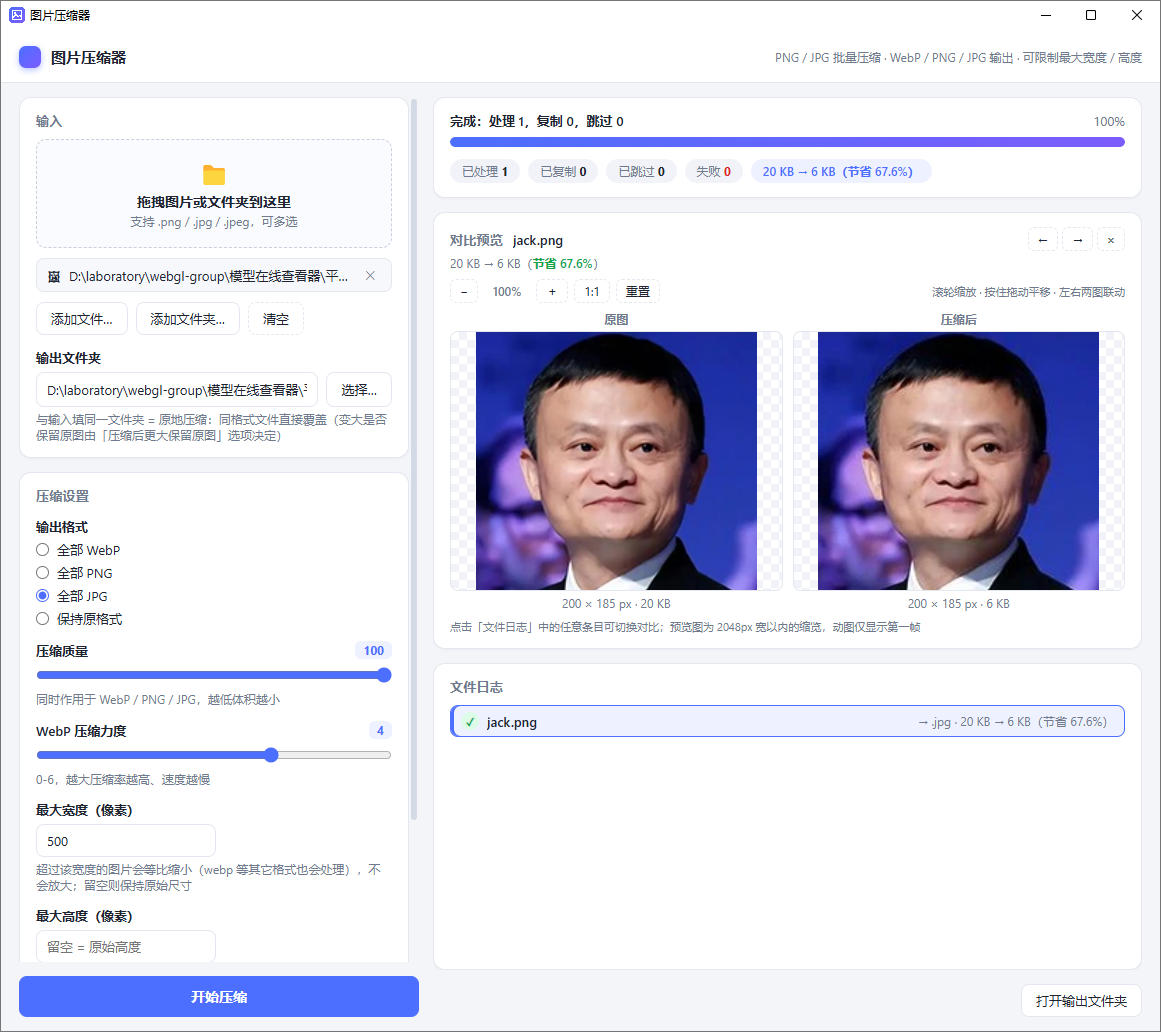 图片压缩器
图片压缩器
PNG / JPG 批量压缩 · WebP / PNG / JPG 输出 · 可限制最大宽度 / 高度
输入
拖拽图片或文件夹到这里
支持 .png / .jpg / .jpeg，可多选
D:\laboratory\webgl-group\模型在线查看器\平...
添加文件...
添加文件夹...
清空
输出文件夹
D:\laboratory\webgl-group\模型在线查看器\
选择...
与输入填同一文件夹 = 原地压缩：同格式文件直接覆盖（变大是否
保留原图由「压缩后更大保留原图」选项决定）
压缩设置
输出格式
全部 WebP
全部 PNG
全部 JPG
保持原格式
压缩质量
100
同时作用于 WebP / PNG / JPG，越低体积越小
WebP 压缩力度
4
0-6，越大压缩率越高、速度越慢
最大宽度（像素）
500
超过该宽度的图片会等比缩小（webp 等其它格式也会处理），不
会放大；留空则保持原始尺寸
最大高度（像素）
留空 = 原始高度
开始压缩
完成：处理 1，复制 0，跳过 0
100%
已处理 1
已复制 0
已跳过 0
失败 0
20 KB → 6 KB（节省 67.6%）
对比预览 jack.png
← → ×
20 KB → 6 KB（节省 67.6%）
− 100% + 1:1 重置
滚轮缩放 · 按住拖动平移 · 左右两图联动
原图
压缩后
200 × 185 px · 20 KB
200 × 185 px · 6 KB
点击「文件日志」中的任意条目可切换对比；预览图为 2048px 宽以内的缩览，动图仅显示第一帧
文件日志
✓ jack.png
→ .jpg · 20 KB → 6 KB（节省 67.6%）
打开输出文件夹